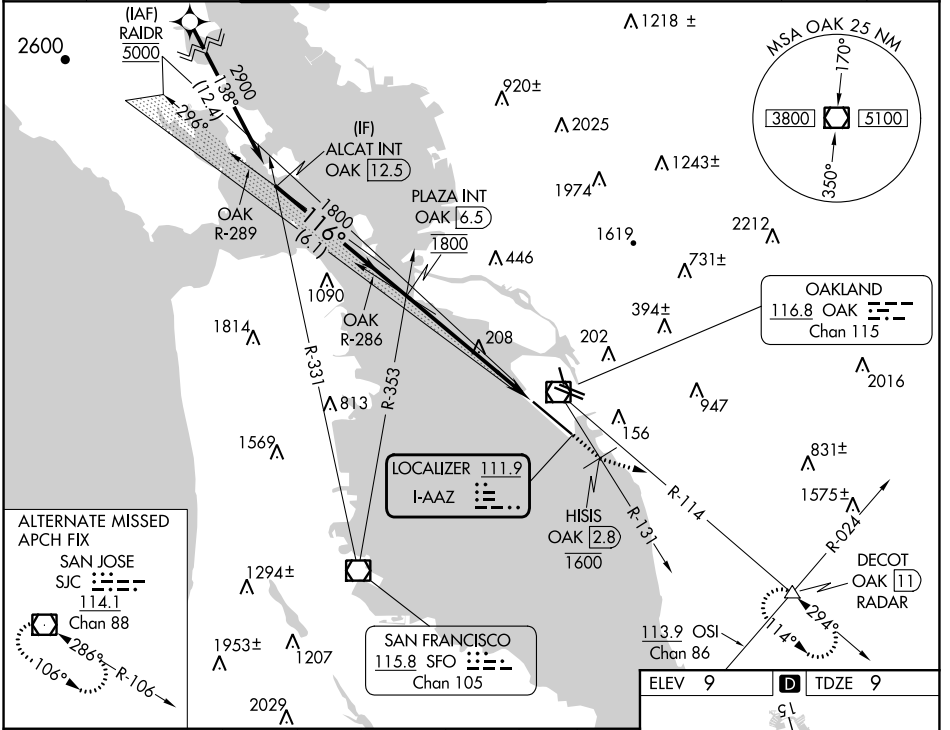 (IAF)
RAIDR
5000
2600
2900
138°
(12.4)
296°
1218 ±
920±
2025
1243±
1974
MSA OAK 25 NM
170°
3800
5100
350°
(IF)
ALCAT INT
OAK 12.5
PLAZA INT
OAK 6.5
1800
1800
116°
(6.1)
OAK
R-289
OAK
R-286
1090
446
1619
2212
731±
394±
OAKLAND
116.8 OAK
Chan 115
1814
R-331
R-353
208
202
2016
813
947
156
1569
831±
LOCALIZER 111.9
I-AAZ
HISIS
OAK 2.8
1600
R-131
R-114
1575±
R-024
DECOT
OAK 11
RADAR
294°
114°
ALTERNATE MISSED
APCH FIX
SAN JOSE
SJC
114.1
Chan 88
286°
R-106
106°
1294±
1953±
1207
2029
SAN FRANCISCO
115.8 SFO
Chan 105
113.9 OSI
Chan 86
ELEV 9
D
TDZE 9
15